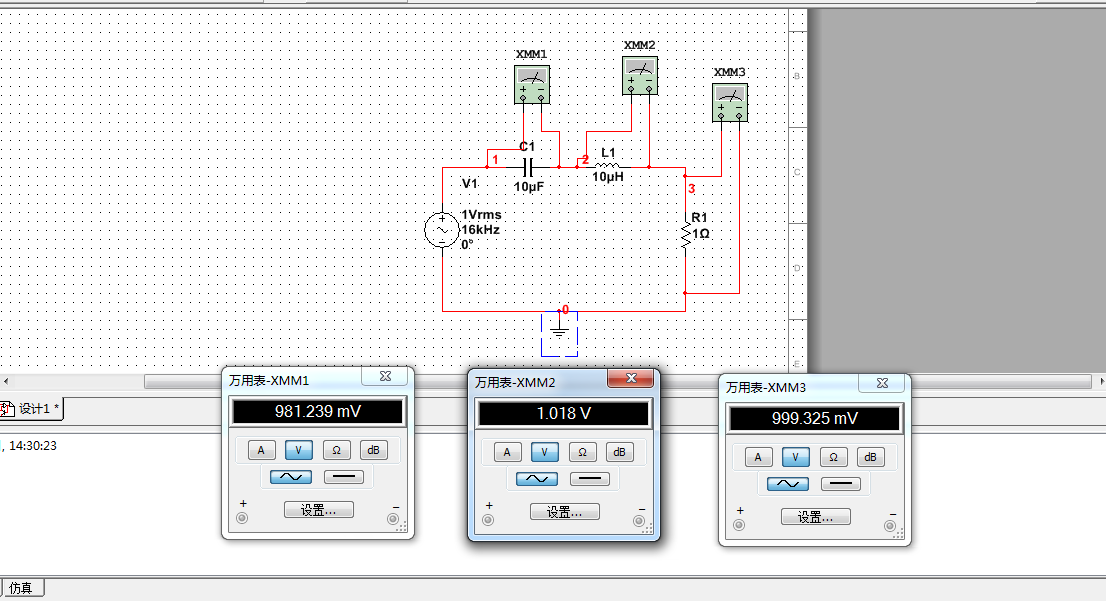 XMM1
XMM2
XMM3
B
C1
1
2
L1
C
10µF
10µH
V1
3
1Vrms
16kHz
0°
R1
1Ω
D
0
E
万用表-XMM1
981.239 mV
A V Ω dB
+ 设置... −
万用表-XMM2
1.018 V
A V Ω dB
+ 设置... −
万用表-XMM3
999.325 mV
A V Ω dB
+ 设置... −
设计1 *
, 14:30:23
仿真